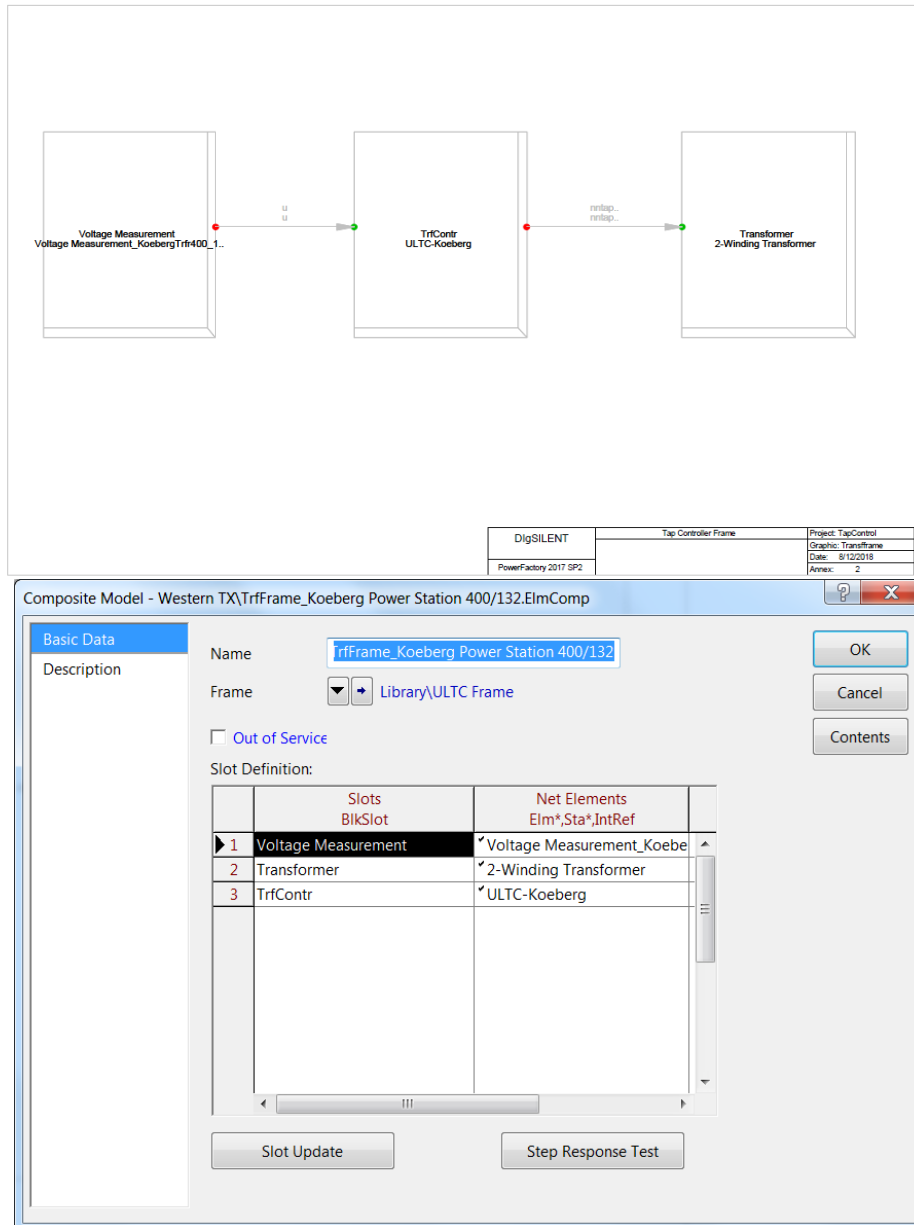 u
u
nntap..
nntap..
Voltage Measurement
Voltage Measurement_KoebergTrfr400_1..
TrfContr
ULTC-Koeberg
Transformer
2-Winding Transformer
DIgSILENT
PowerFactory 2017 SP2
Tap Controller Frame
Project: TapControl
Graphic: Transfframe
Date: 8/12/2018
Annex: 2
Composite Model - Western TX\TrfFrame_Koeberg Power Station 400/132.ElmComp
?
X
Basic Data
Description
Name
TrfFrame_Koeberg Power Station 400/132
Frame
Library\ULTC Frame
Out of Service
Slot Definition:
Slots
BlkSlot
Net Elements
Elm*,Sta*,IntRef
1 Voltage Measurement Voltage Measurement_Koebe
2 Transformer 2-Winding Transformer
3 TrfContr ULTC-Koeberg
Slot Update
Step Response Test
OK
Cancel
Contents